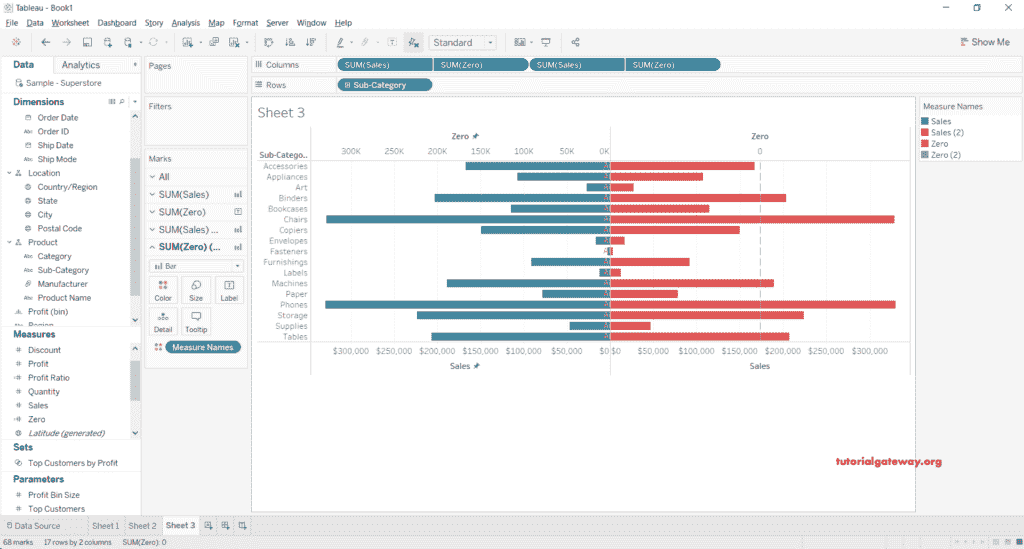 Tableau - Book1
File Data Worksheet Dashboard Story Analysis Map Format Server Window Help
Standard
Show Me
Data Analytics
Sample - Superstore
Dimensions
Order Date
Abc Order ID
Ship Date
Abc Ship Mode
Location
Country/Region
State
City
Postal Code
Product
Abc Category
Abc Sub-Category
Manufacturer
Abc Product Name
Profit (bin)
Region
Measures
# Discount
# Profit
=# Profit Ratio
# Quantity
# Sales
=# Zero
Latitude (generated)
Sets
Top Customers by Profit
Parameters
# Profit Bin Size
# Top Customers
Pages
Filters
Marks
All
SUM(Sales)
SUM(Zero)
SUM(Sales) ...
SUM(Zero) (...
Bar
Color Size Label
Detail Tooltip
Measure Names
Columns SUM(Sales) SUM(Zero) SUM(Sales) SUM(Zero)
Rows Sub-Category
Sheet 3
Zero Zero
300K 250K 200K 150K 100K 50K 0K 0
Sub-Catego..
Accessories
Appliances
Art
Binders
Bookcases
Chairs
Copiers
Envelopes
Fasteners
Furnishings
Labels
Machines
Paper
Phones
Storage
Supplies
Tables
$300,000 $250,000 $200,000 $150,000 $100,000 $50,000 $0 $50,000 $100,000 $150,000 $200,000 $250,000 $300,000
Sales Sales
Measure Names
Sales
Sales (2)
Zero
Zero (2)
tutorialgateway.org
Data Source Sheet 1 Sheet 2 Sheet 3
68 marks 17 rows by 2 columns SUM(Zero): 0